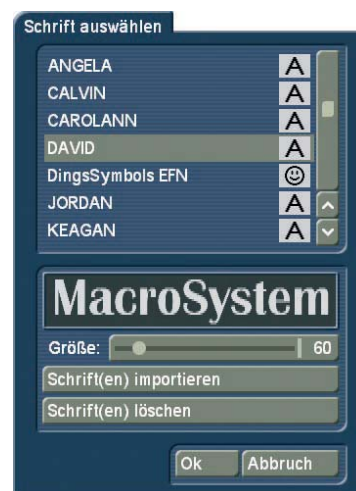 Schrift auswählen
ANGELA A
CALVIN A
CAROLANN A
DAVID A
DingsSymbols EFN
JORDAN A
KEAGAN A
MacroSystem
Größe: 60
Schrift(en) importieren
Schrift(en) löschen
Ok Abbruch